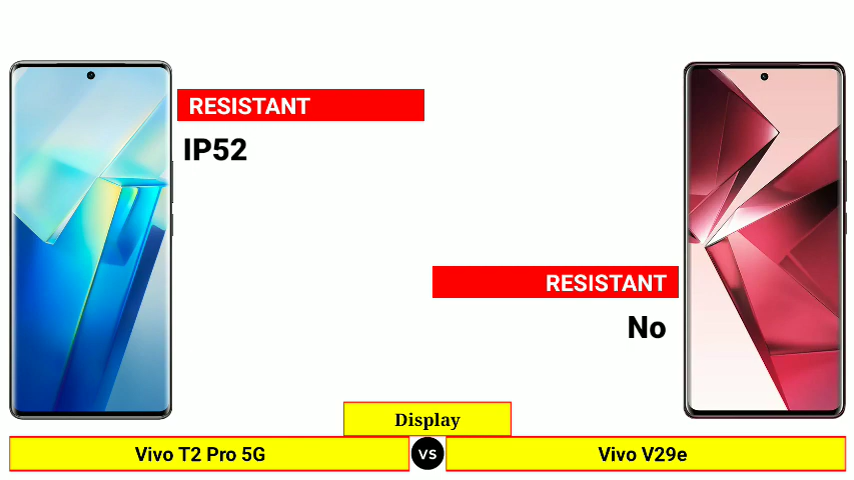 RESISTANT
IP52
RESISTANT
No
Display
Vivo T2 Pro 5G
VS
Vivo V29e